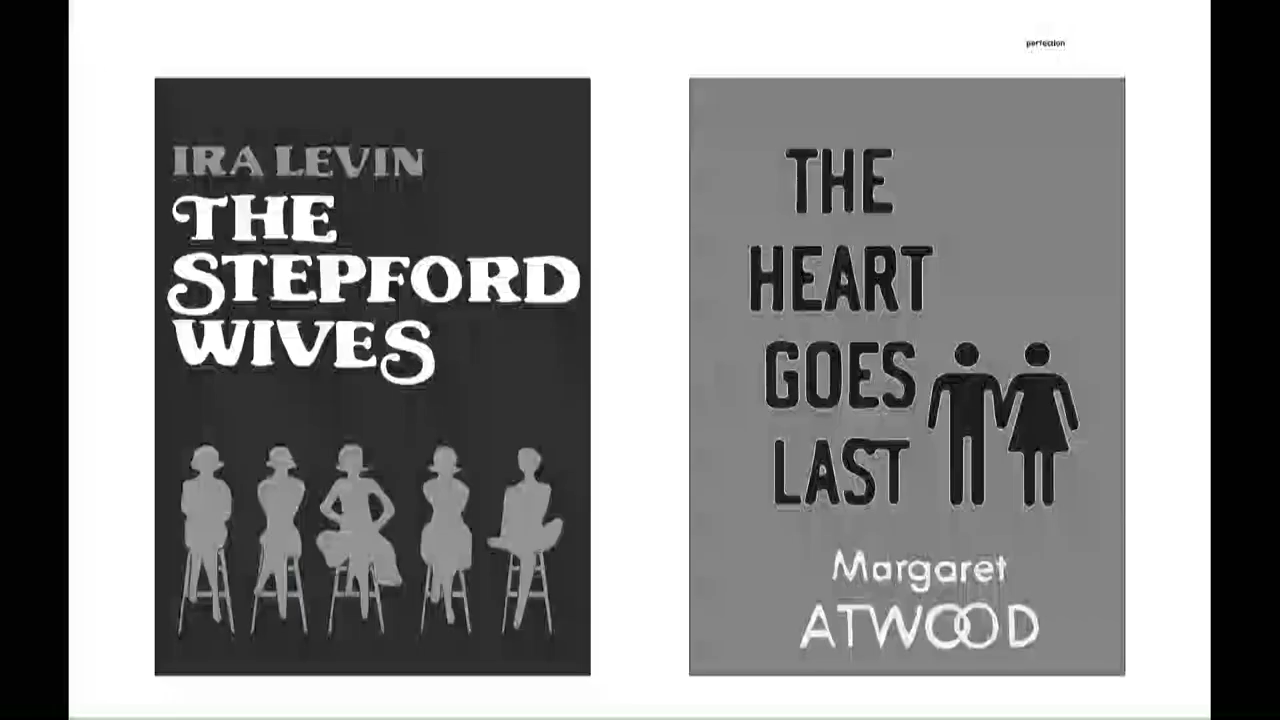 perfection
IRA LEVIN
THE
STEPFORD
WIVES
THE
HEART
GOES
LAST
Margaret
ATWOOD